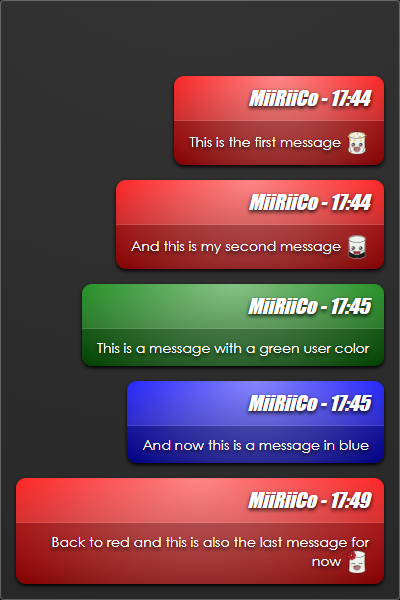 MiiRiiCo - 17:44
This is the first message
MiiRiiCo - 17:44
And this is my second message
MiiRiiCo - 17:45
This is a message with a green user color
MiiRiiCo - 17:45
And now this is a message in blue
MiiRiiCo - 17:49
Back to red and this is also the last message for
now